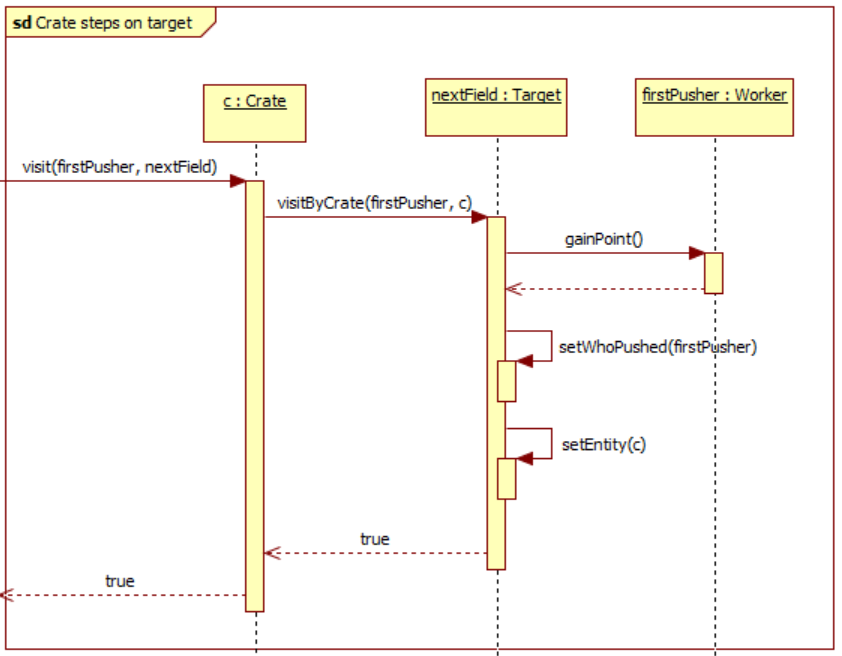 sd Crate steps on target
c : Crate
nextField : Target
firstPusher : Worker
visit(firstPusher, nextField)
visitByCrate(firstPusher, c)
gainPoint()
setWhoPushed(firstPusher)
setEntity(c)
true
true